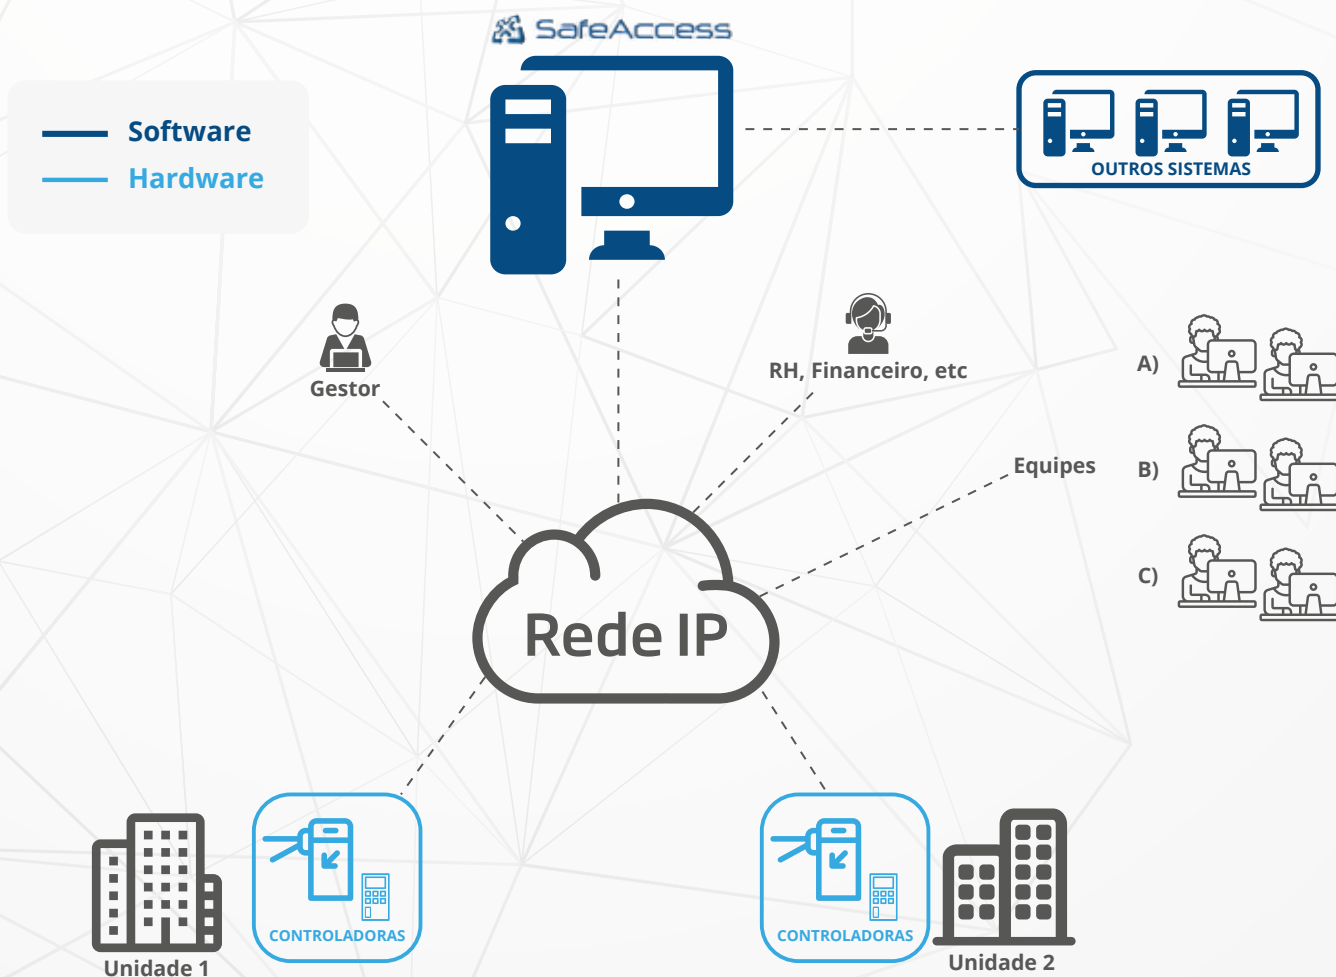 SafeAccess
Software
Hardware
OUTROS SISTEMAS
Gestor
RH, Financeiro, etc
Equipes
A)
B)
C)
Rede IP
CONTROLADORAS
Unidade 1
CONTROLADORAS
Unidade 2